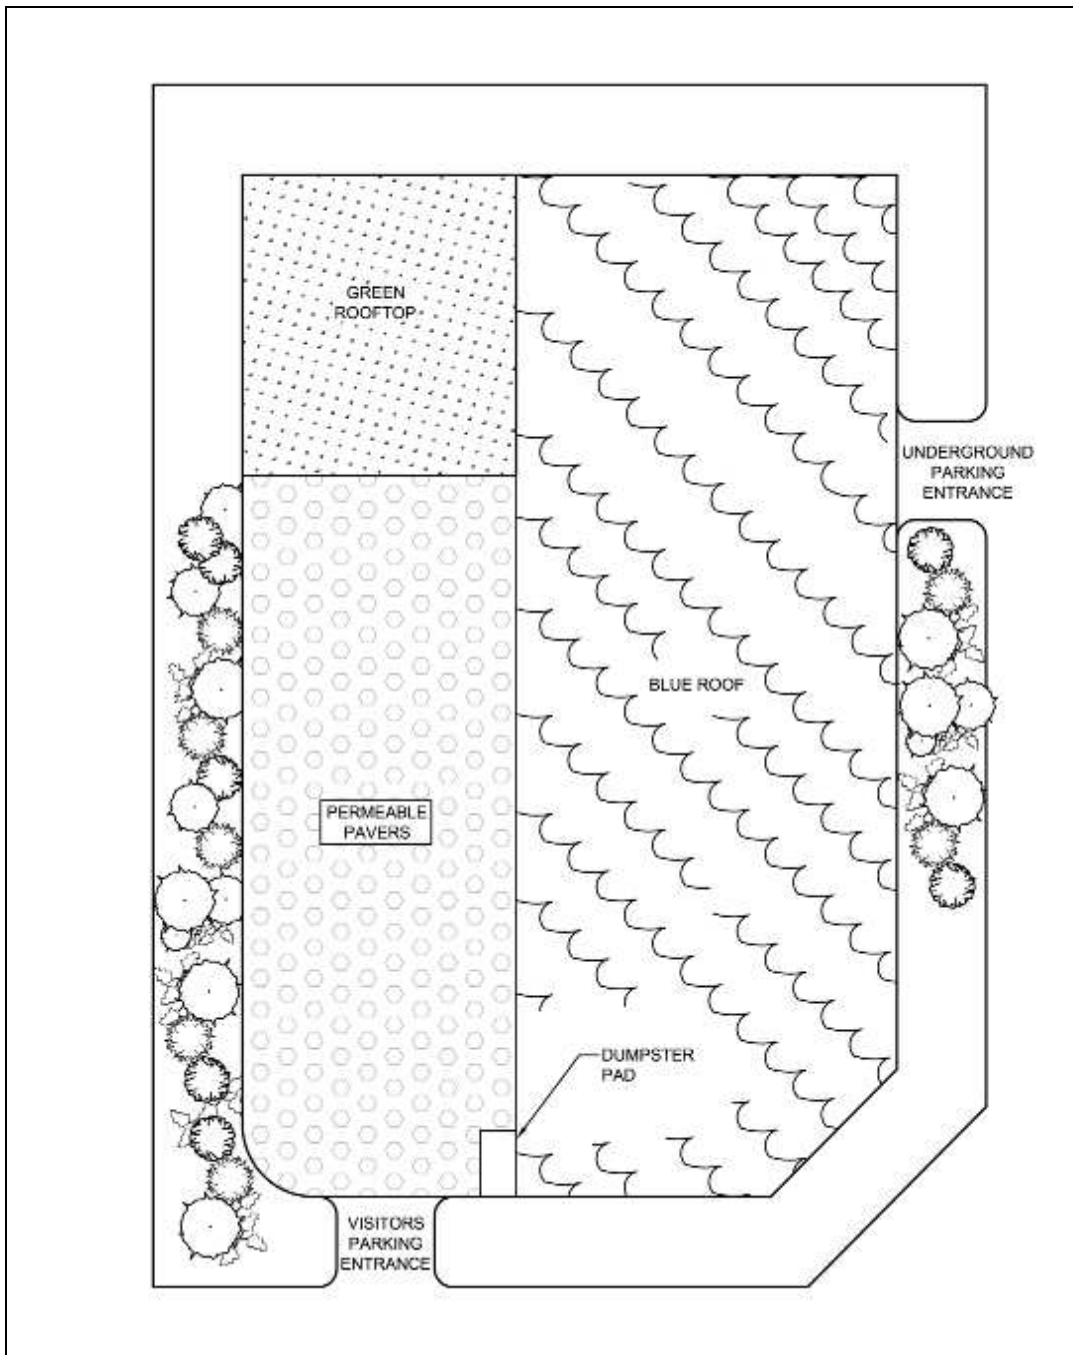 GREEN
ROOFTOP
UNDERGROUND
PARKING
ENTRANCE
BLUE ROOF
PERMEABLE
PAVERS
DUMPSTER
PAD
VISITORS
PARKING
ENTRANCE